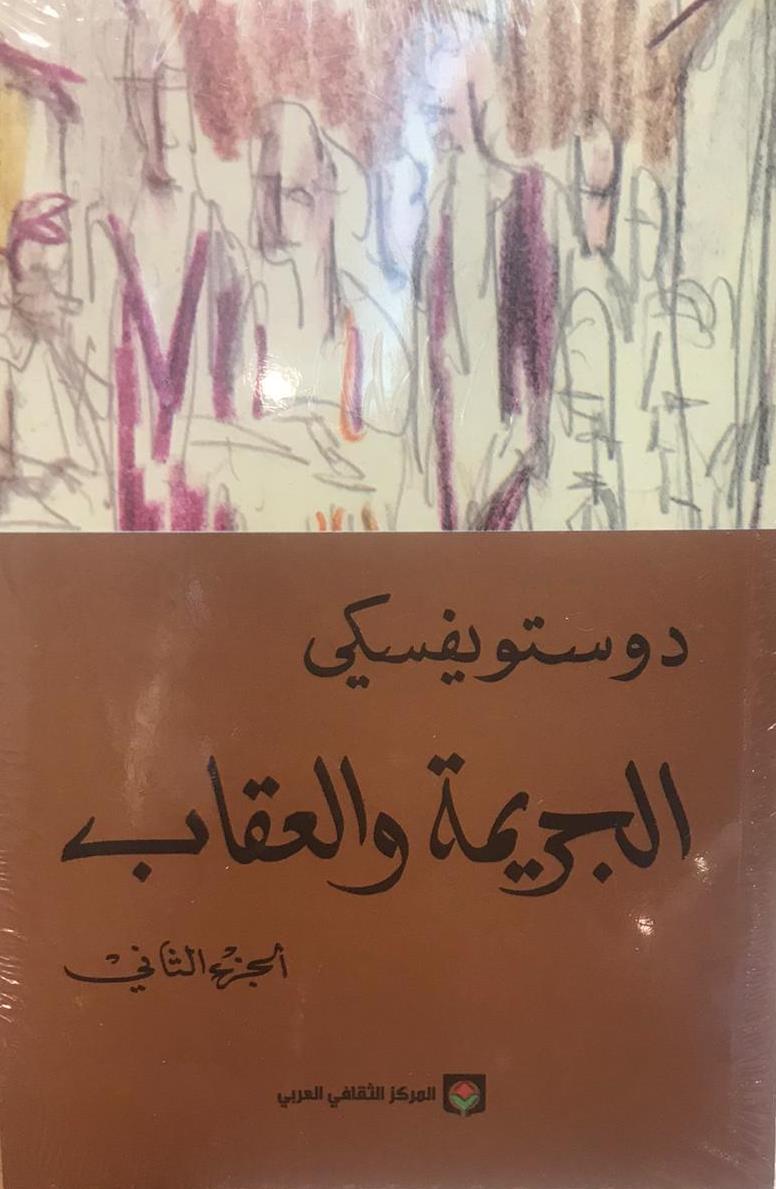 دوستويفسكي
الجريمة والعقاب
الجزء الثاني
المركز الثقافي العربي